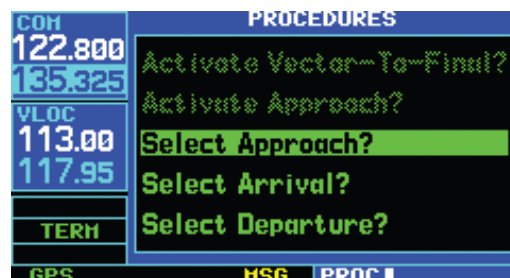 COM
122.800
135.325
VLOC
113.00
117.95
TERM
GPS
PROCEDURES
Activate Vector-To-Final?
Activate Approach?
Select Approach?
Select Arrival?
Select Departure?
MSG PROC